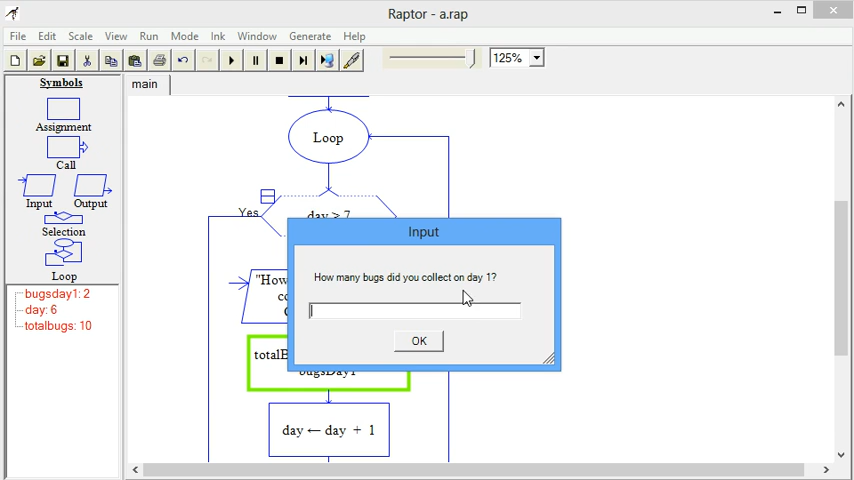 Raptor - a.rap
File Edit Scale View Run Mode Ink Window Generate Help
125%
Symbols
main
Assignment
Call
Input Output
Selection
Loop
bugsday1: 2
day: 6
totalbugs: 10
Loop
Yes
day > 7
"How
co
totalB
bugsDay1
day ← day + 1
Input
How many bugs did you collect on day 1?
OK